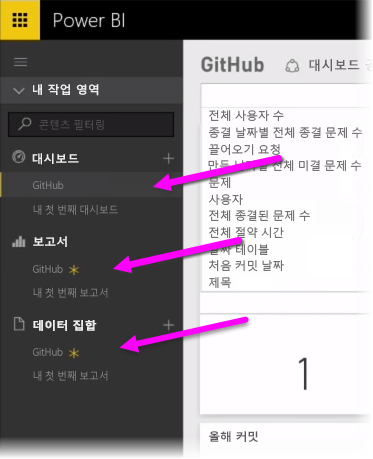 Power BI
내 작업 영역
콘텐츠 필터링
대시보드
GitHub
내 첫 번째 대시보드
보고서
GitHub
내 첫 번째 보고서
데이터 집합
GitHub
내 첫 번째 보고서
GitHub 대시보드
전체 사용자 수
종결 날짜별 전체 종결 문제 수
끌어오기 요청
전체 미결 문제 수
문제
사용자
전체 종결된 문제 수
전체 절약 시간
테이블
처음 커밋 날짜
제목
1
올해 커밋